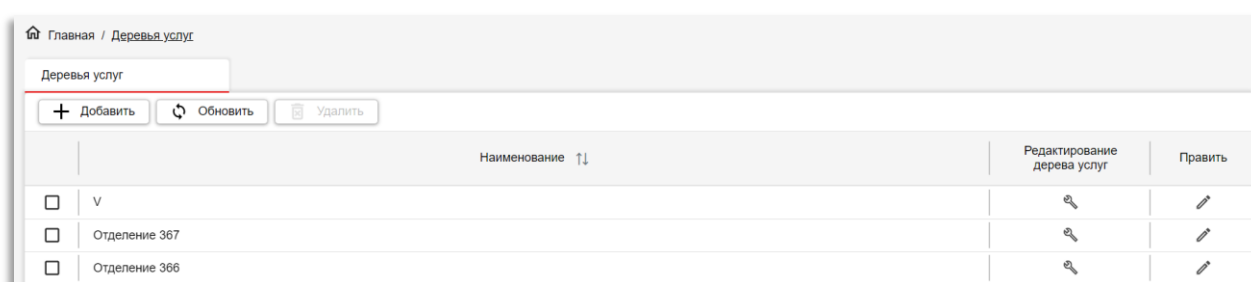 Главная / Деревья услуг
Деревья услуг
Добавить Обновить Удалить
Наименование Редактирование дерева услуг Править
V
Отделение 367
Отделение 366